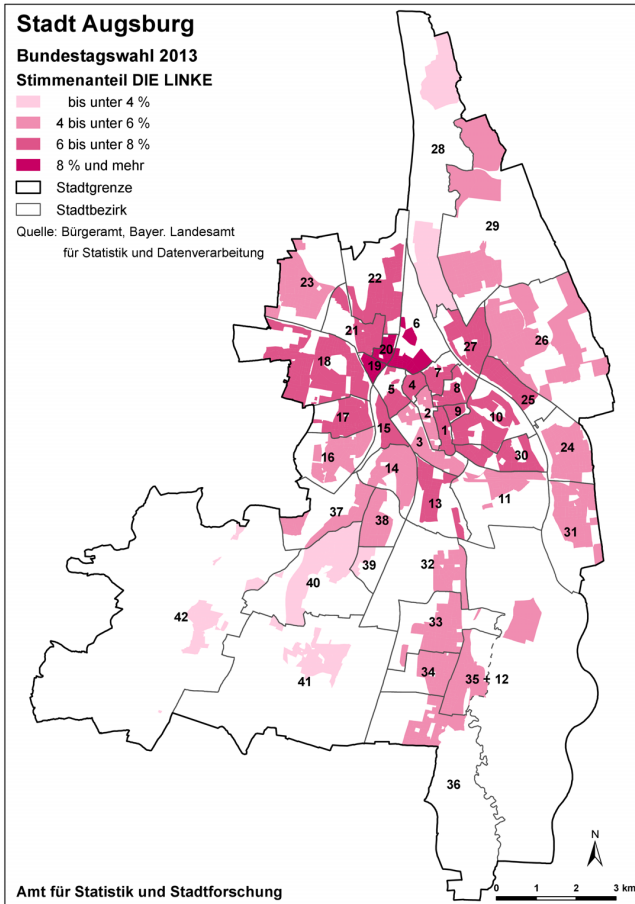 Stadt Augsburg
Bundestagswahl 2013
Stimmenanteil DIE LINKE
bis unter 4 %
4 bis unter 6 %
6 bis unter 8 %
8 % und mehr
Stadtgrenze
Stadtbezirk
Quelle: Bürgeramt, Bayer. Landesamt
für Statistik und Datenverarbeitung
28
29
23
22
6
21
20
27
26
18
19
7
5
4
8
25
2
9
10
17
15
1
3
24
16
14
30
11
13
37
38
31
32
39
40
42
33
41
34
35 + 12
36
N
Amt für Statistik und Stadtforschung
0 1 2 3 km